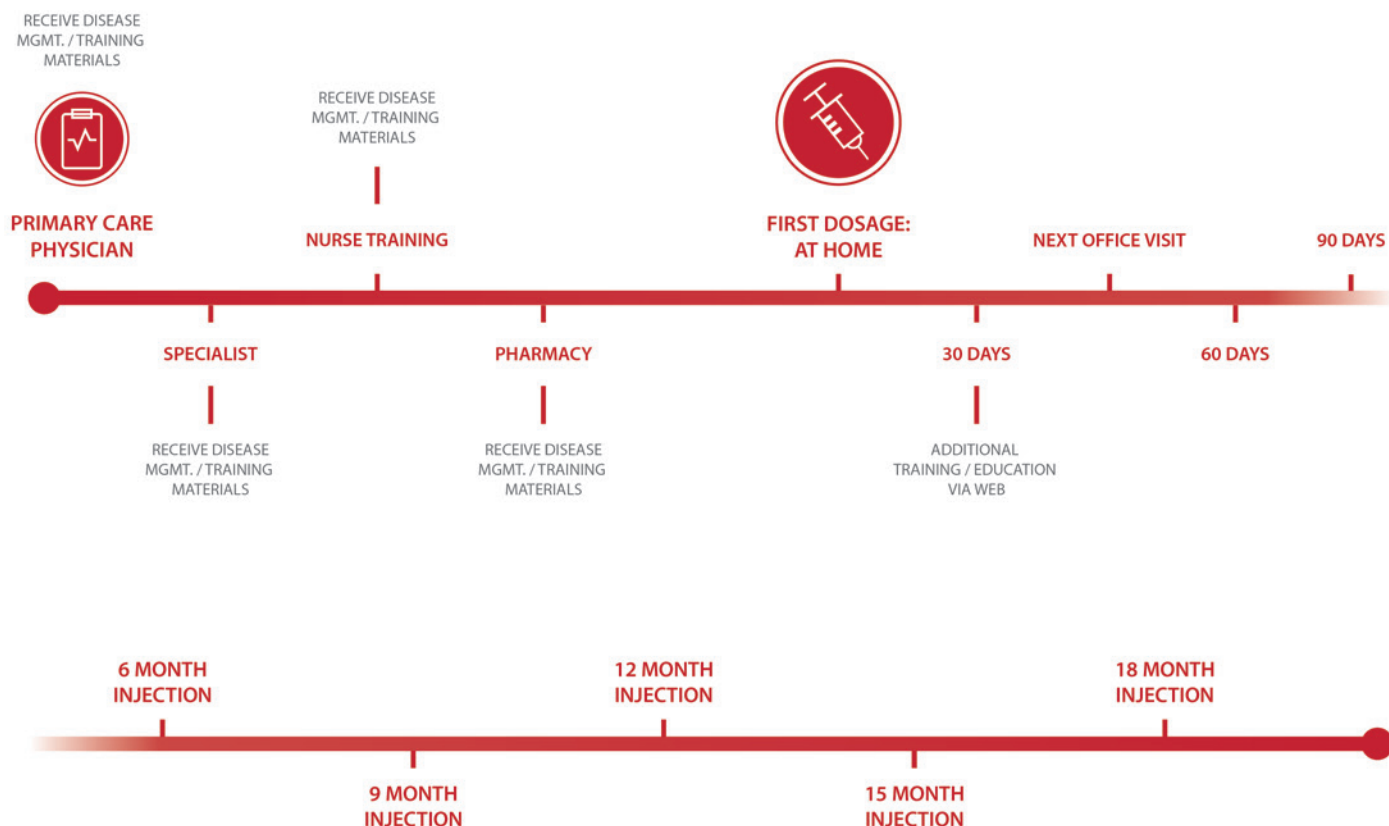 RECEIVE DISEASE
MGMT. / TRAINING
MATERIALS
PRIMARY CARE
PHYSICIAN
SPECIALIST
RECEIVE DISEASE
MGMT. / TRAINING
MATERIALS
RECEIVE DISEASE
MGMT. / TRAINING
MATERIALS
NURSE TRAINING
PHARMACY
RECEIVE DISEASE
MGMT. / TRAINING
MATERIALS
FIRST DOSAGE:
AT HOME
30 DAYS
ADDITIONAL
TRAINING / EDUCATION
VIA WEB
NEXT OFFICE VISIT
60 DAYS
90 DAYS
6 MONTH
INJECTION
9 MONTH
INJECTION
12 MONTH
INJECTION
15 MONTH
INJECTION
18 MONTH
INJECTION